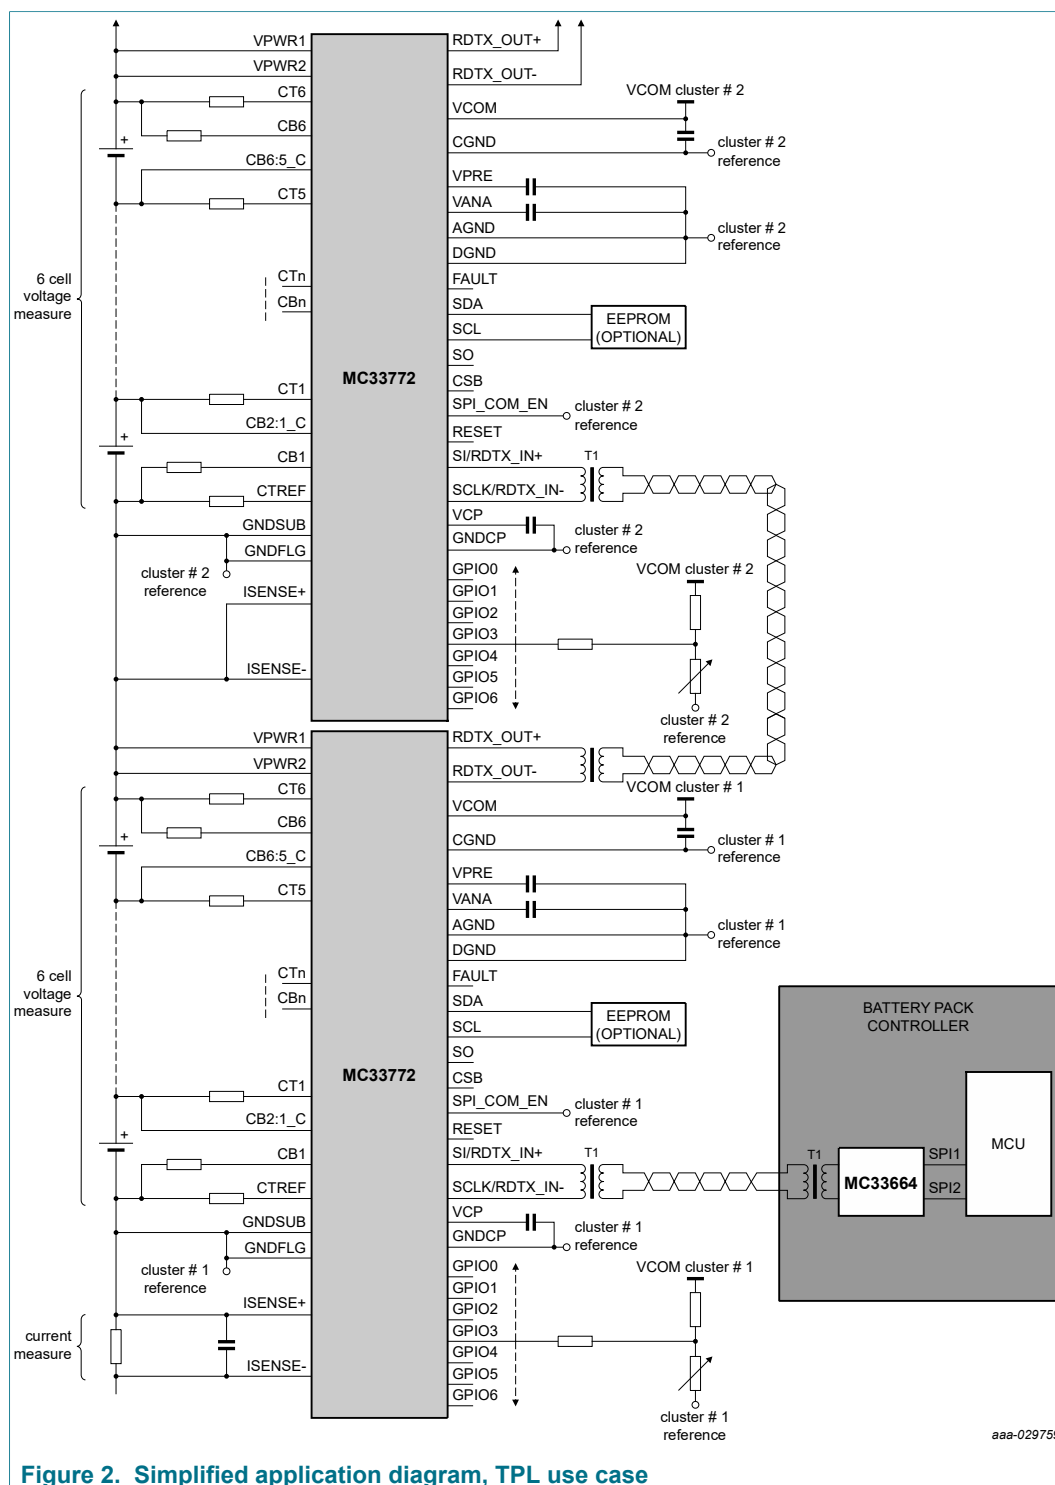 VPWR1
VPWR2
CT6
CB6
CB6:5_C
CT5
+
6 cell
voltage
measure
CTn
CBn
CT1
CB2:1_C
+
CB1
CTREF
GNDSUB
GNDFLG
cluster # 2
reference
ISENSE+
ISENSE-
MC33772
RDTX_OUT+
RDTX_OUT-
VCOM cluster # 2
VCOM
CGND
cluster # 2
reference
VPRE
VANA
AGND
DGND
cluster # 2
reference
FAULT
SDA
SCL
EEPROM
(OPTIONAL)
SO
CSB
SPI_COM_EN
cluster # 2
reference
RESET
SI/RDTX_IN+
T1
SCLK/RDTX_IN-
VCP
GNDCP
cluster # 2
reference
GPIO0
GPIO1
GPIO2
GPIO3
GPIO4
GPIO5
GPIO6
VCOM cluster # 2
cluster # 2
reference
VPWR1
VPWR2
CT6
CB6
CB6:5_C
CT5
+
6 cell
voltage
measure
CTn
CBn
CT1
CB2:1_C
+
CB1
CTREF
GNDSUB
GNDFLG
cluster # 1
reference
ISENSE+
current
measure
ISENSE-
MC33772
RDTX_OUT+
RDTX_OUT-
VCOM cluster # 1
VCOM
CGND
cluster # 1
reference
VPRE
VANA
AGND
DGND
cluster # 1
reference
FAULT
SDA
SCL
EEPROM
(OPTIONAL)
SO
CSB
SPI_COM_EN
cluster # 1
reference
RESET
SI/RDTX_IN+
T1
SCLK/RDTX_IN-
VCP
GNDCP
cluster # 1
reference
GPIO0
GPIO1
GPIO2
GPIO3
GPIO4
GPIO5
GPIO6
VCOM cluster # 1
cluster # 1
reference
BATTERY PACK
CONTROLLER
T1
MC33664
SPI1
SPI2
MCU
aaa-029759
Figure 2. Simplified application diagram, TPL use case